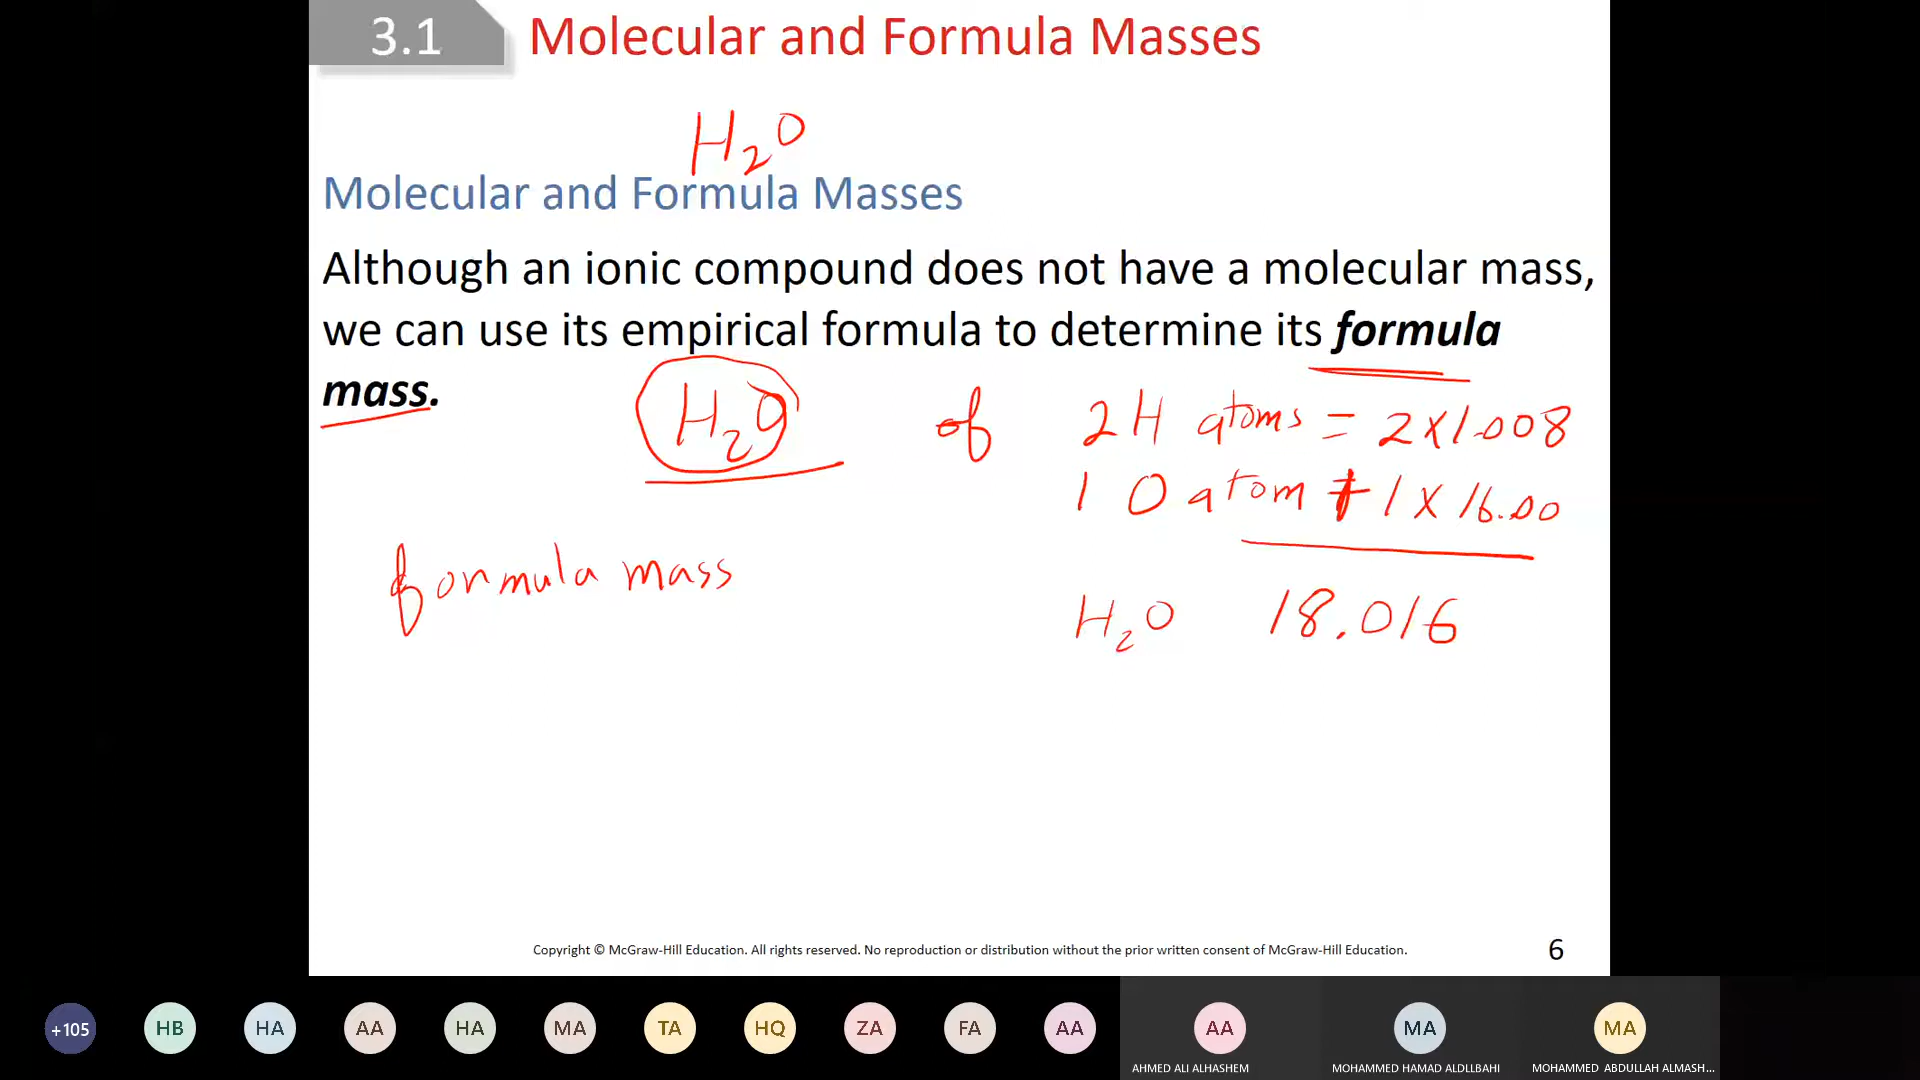 3.1 Molecular and Formula Masses
H₂O
Molecular and Formula Masses
Although an ionic compound does not have a molecular mass,
we can use its empirical formula to determine its formula
mass.
H₂O of 2 H atoms = 2 x 1.008
1 O atom + 1 x 16.00
formula mass
H₂O 18.016
Copyright © McGraw-Hill Education. All rights reserved. No reproduction or distribution without the prior written consent of McGraw-Hill Education.
6
+105 HB HA AA HA MA TA HQ ZA FA AA AA MA MA
AHMED ALI ALHASHEM MOHAMMED HAMAD ALDLLBAHI MOHAMMED ABDULLAH ALMASH...